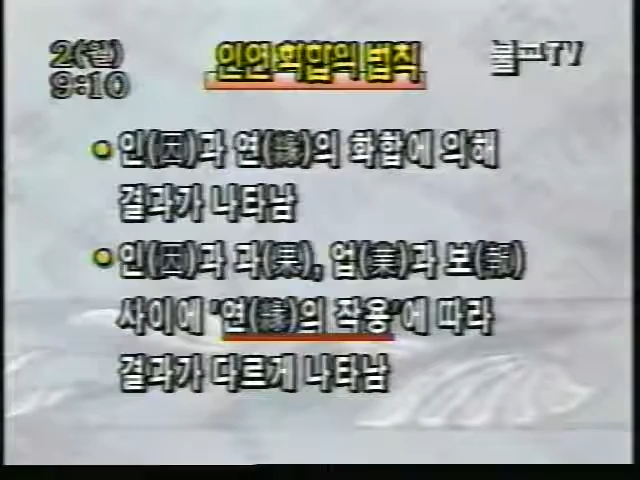 2(월)
9:10
인연 화합의 법칙
불교TV
• 인(因)과 연(緣)의 화합에 의해
결과가 나타남
• 인(因)과 과(果), 업(業)과 보(報)
사이에 '연(緣)의 작용'에 따라
결과가 다르게 나타남